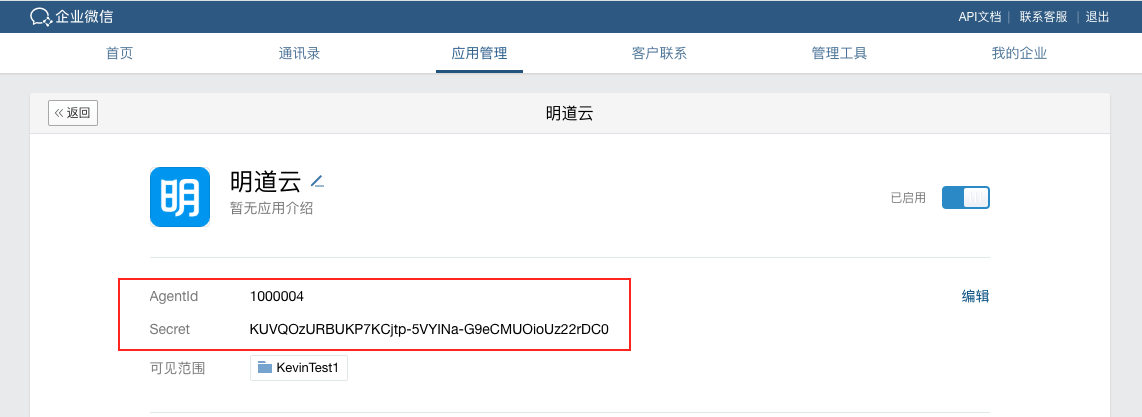 企业微信
API文档 | 联系客服 | 退出
首页 通讯录 应用管理 客户联系 管理工具 我的企业
« 返回
明道云
明
明道云
暂无应用介绍
已启用
AgentId 1000004
编辑
Secret KUVQOzURBUKP7KCjtp-5VYINa-G9eCMUOioUz22rDC0
可见范围 KevinTest1